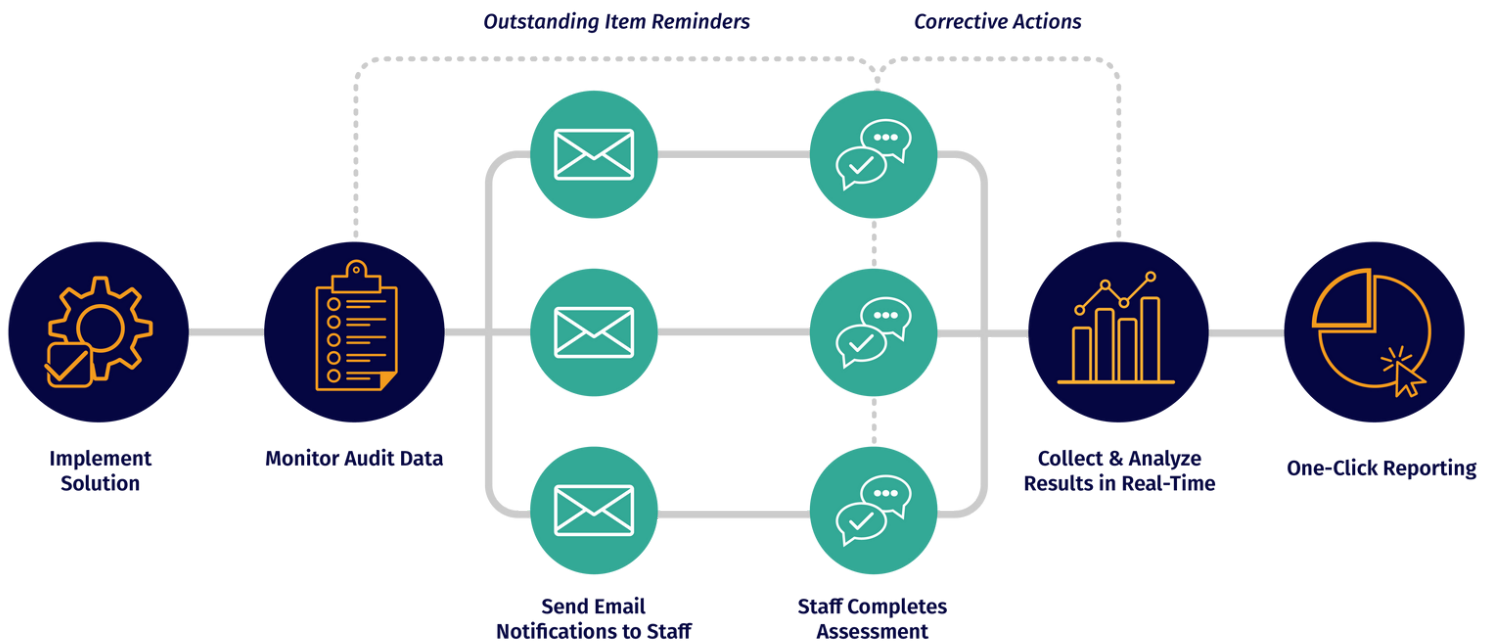 Outstanding Item Reminders
Corrective Actions
Implement
Solution
Monitor Audit Data
Send Email
Notifications to Staff
Staff Completes
Assessment
Collect & Analyze
Results in Real-Time
One-Click Reporting